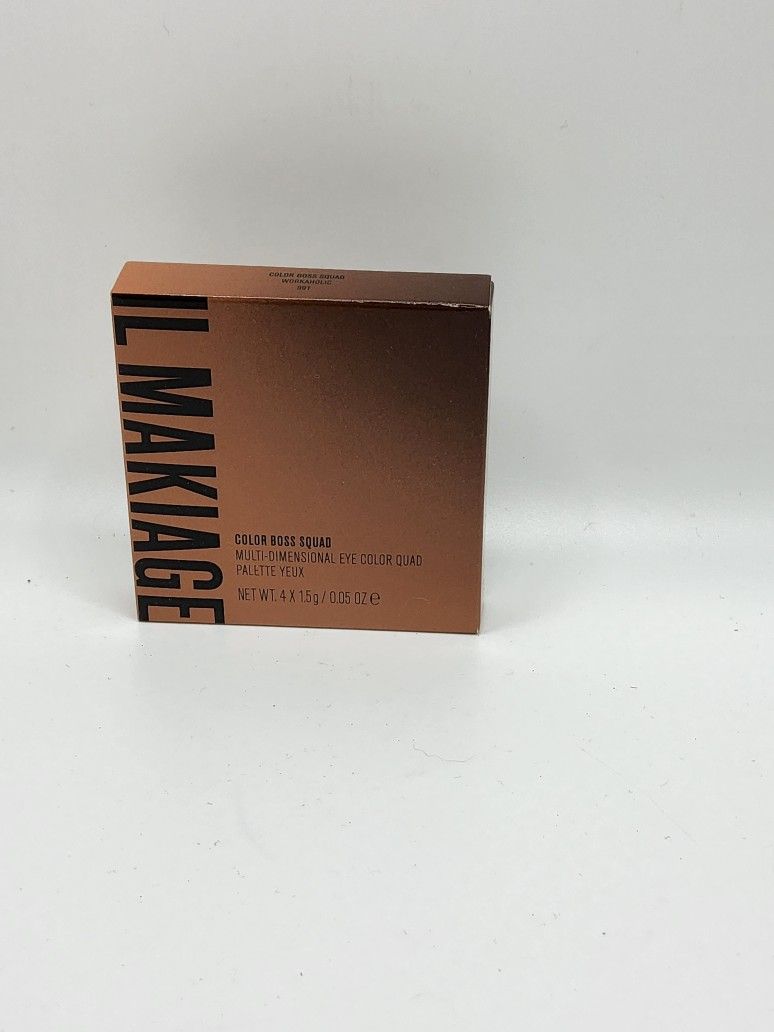 COLOR BOSS SQUAD
WORKAHOLIC
001
IL MAKIAGE
COLOR BOSS SQUAD
MULTI-DIMENSIONAL EYE COLOR QUAD
PALETTE YEUX
NET WT. 4 X 1.5g / 0.05 OZ ℮